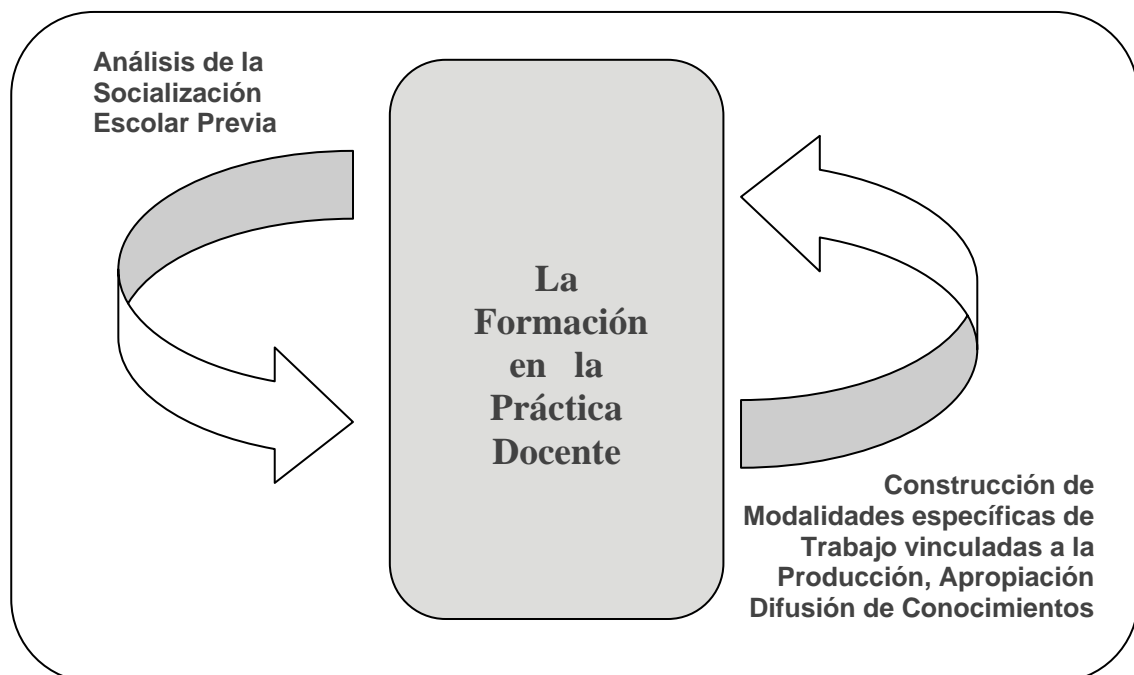 Análisis de la
Socialización
Escolar Previa
La
Formación
en la
Práctica
Docente
Construcción de
Modalidades específicas de
Trabajo vinculadas a la
Producción, Apropiación
Difusión de Conocimientos